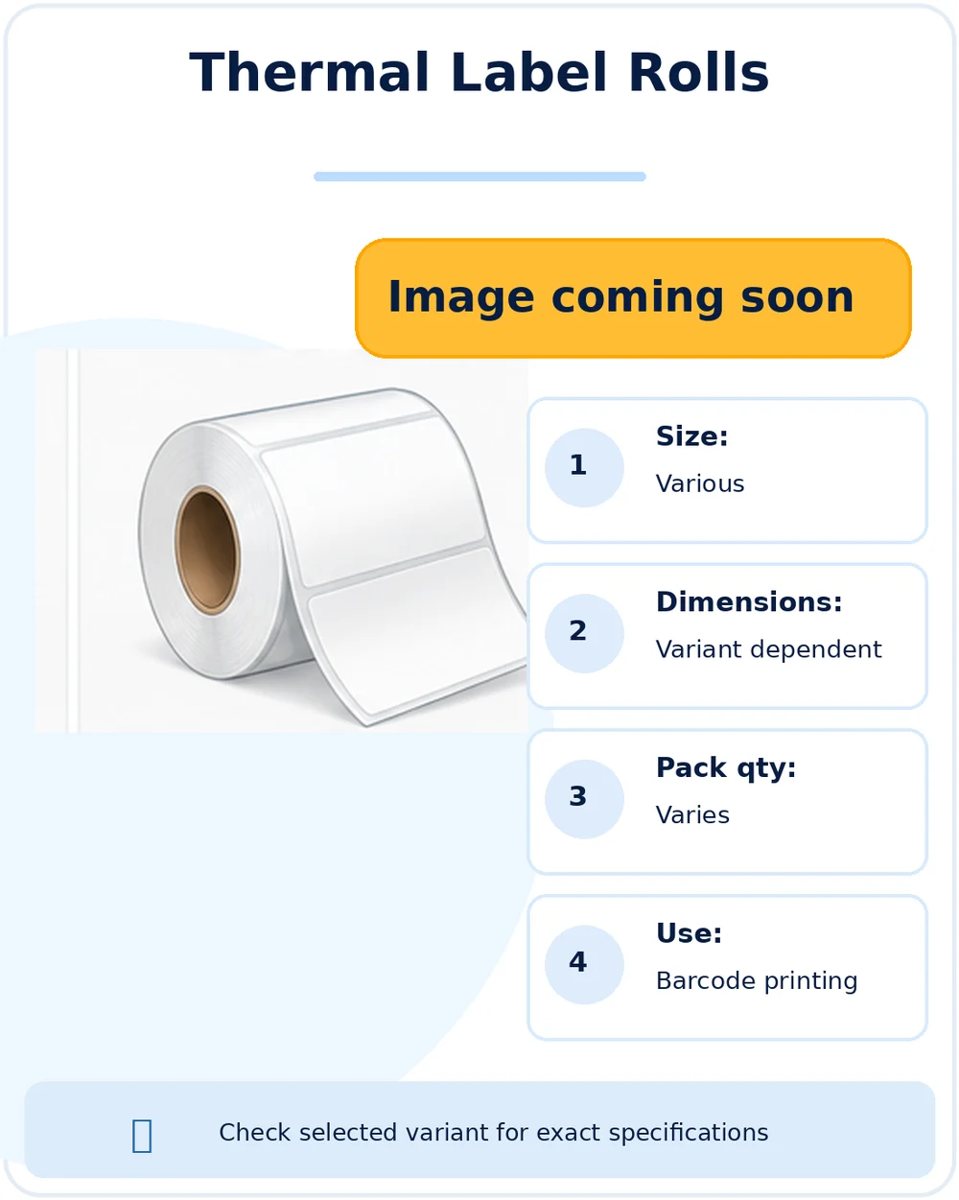 Thermal Label Rolls
Image coming soon
1
Size:
Various
2
Dimensions:
Variant dependent
3
Pack qty:
Varies
4
Use:
Barcode printing
Check selected variant for exact specifications